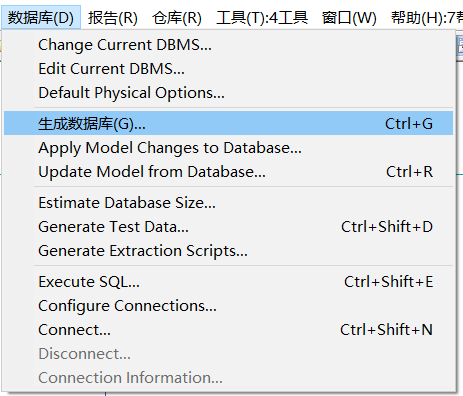 数据库(D) 报告(R) 仓库(R) 工具(T):4工具 窗口(W) 帮助(H):7帮
Change Current DBMS...
Edit Current DBMS...
Default Physical Options...
生成数据库(G)... Ctrl+G
Apply Model Changes to Database...
Update Model from Database... Ctrl+R
Estimate Database Size...
Generate Test Data... Ctrl+Shift+D
Generate Extraction Scripts...
Execute SQL... Ctrl+Shift+E
Configure Connections...
Connect... Ctrl+Shift+N
Disconnect...
Connection Information...